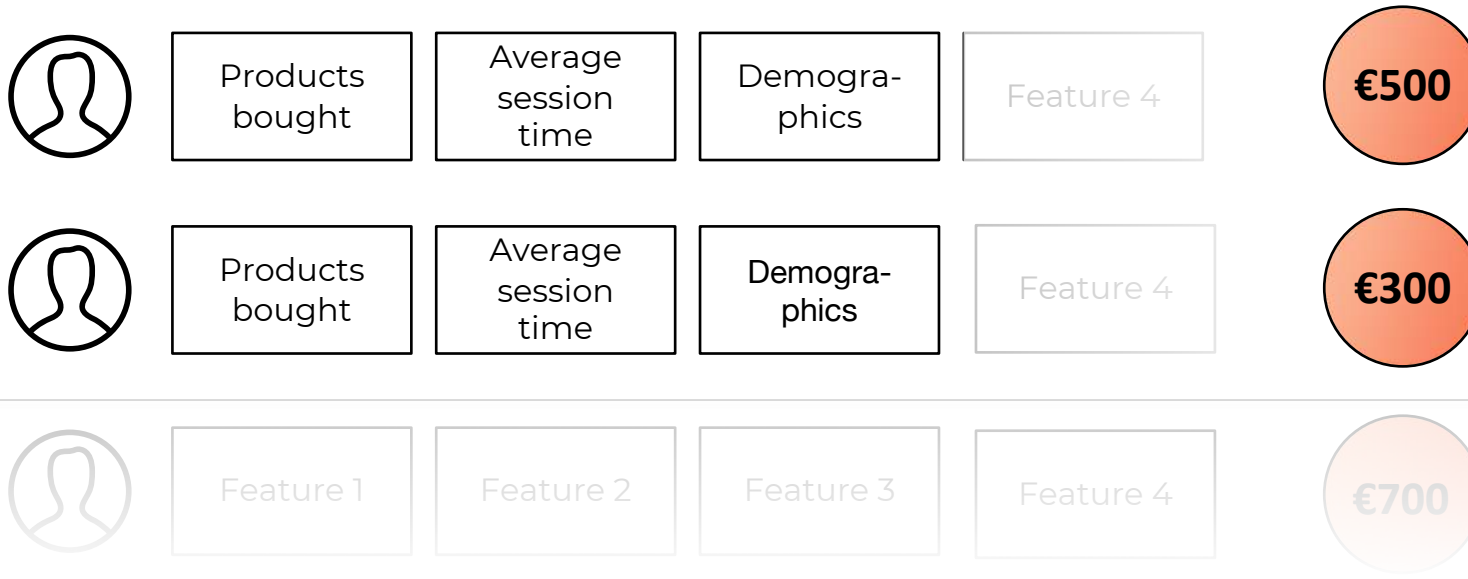 Products
bought
Average
session
time
Demogra-
phics
Feature 4
€500
Products
bought
Average
session
time
Demogra-
phics
Feature 4
€300
Feature 1
Feature 2
Feature 3
Feature 4
€700